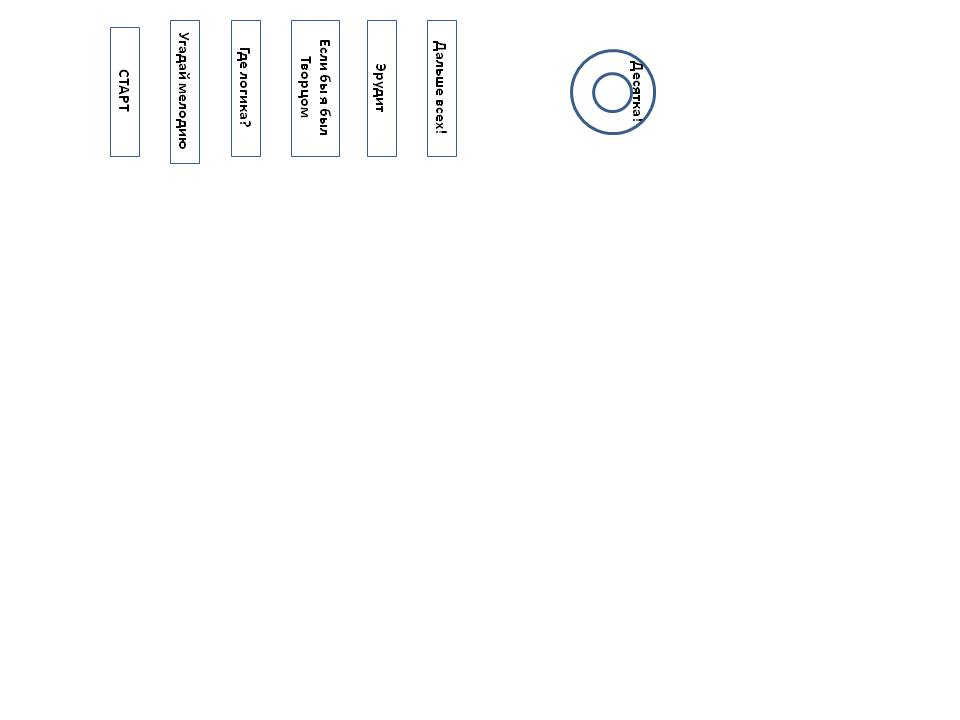 СТАРТ
Угадай мелодию
Где логика?
Если бы я был
Творцом
Эрудит
Дальше всех!
Десятка!